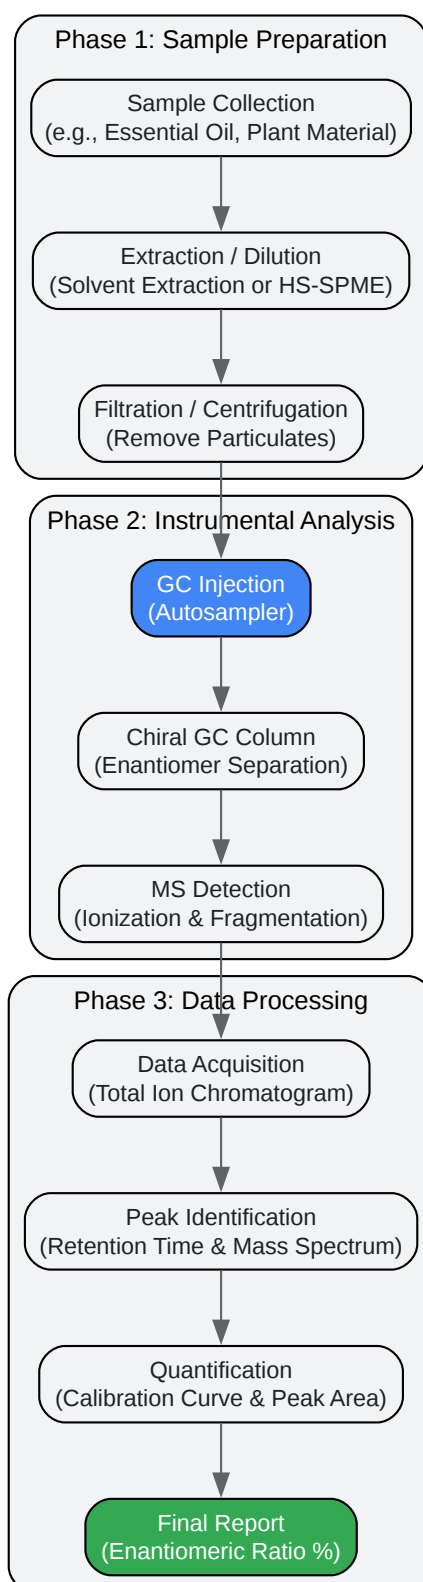 Phase 1: Sample Preparation
Sample Collection
(e.g., Essential Oil, Plant Material)
Extraction / Dilution
(Solvent Extraction or HS-SPME)
Filtration / Centrifugation
(Remove Particulates)
Phase 2: Instrumental Analysis
GC Injection
(Autosampler)
Chiral GC Column
(Enantiomer Separation)
MS Detection
(Ionization & Fragmentation)
Phase 3: Data Processing
Data Acquisition
(Total Ion Chromatogram)
Peak Identification
(Retention Time & Mass Spectrum)
Quantification
(Calibration Curve & Peak Area)
Final Report
(Enantiomeric Ratio %)